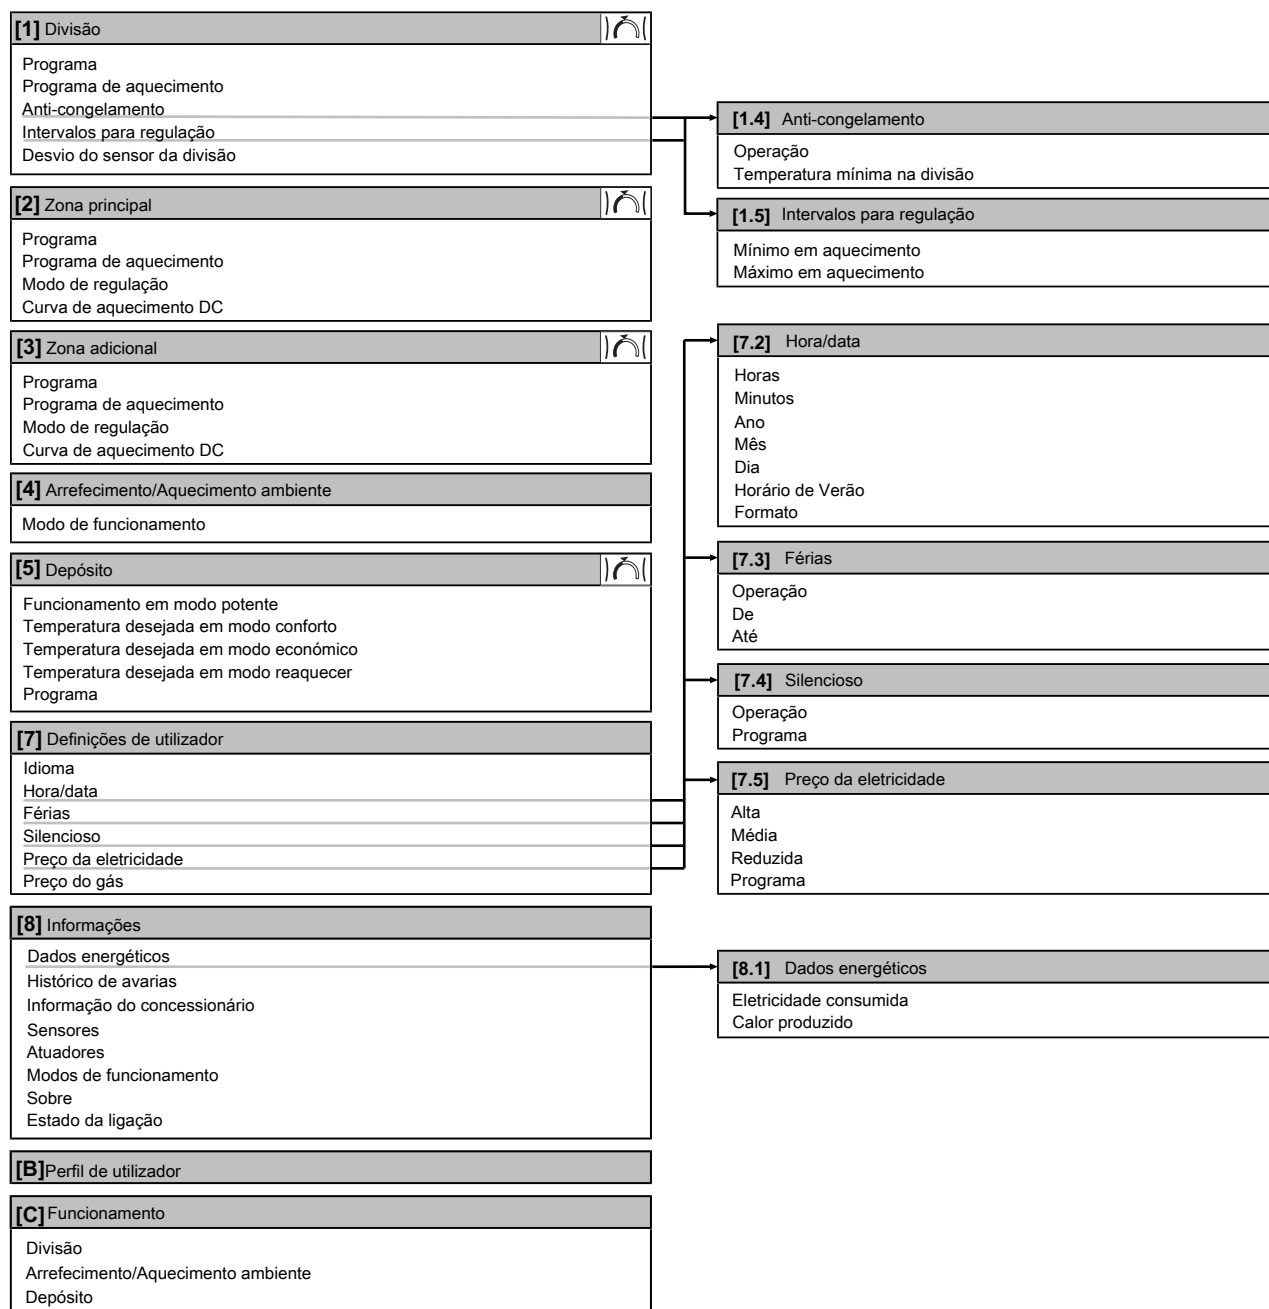 [1] Divisão
Programa
Programa de aquecimento
Anti-congelamento
Intervalos para regulação
Desvio do sensor da divisão
[1.4] Anti-congelamento
Operação
Temperatura mínima na divisão
[1.5] Intervalos para regulação
Mínimo em aquecimento
Máximo em aquecimento
[2] Zona principal
Programa
Programa de aquecimento
Modo de regulação
Curva de aquecimento DC
[3] Zona adicional
Programa
Programa de aquecimento
Modo de regulação
Curva de aquecimento DC
[4] Arrefecimento/Aquecimento ambiente
Modo de funcionamento
[5] Depósito
Funcionamento em modo potente
Temperatura desejada em modo conforto
Temperatura desejada em modo económico
Temperatura desejada em modo reaquecer
Programa
[7] Definições de utilizador
Idioma
Hora/data
Férias
Silencioso
Preço da eletricidade
Preço do gás
[7.2] Hora/data
Horas
Minutos
Ano
Mês
Dia
Horário de Verão
Formato
[7.3] Férias
Operação
De
Até
[7.4] Silencioso
Operação
Programa
[7.5] Preço da eletricidade
Alta
Média
Reduzida
Programa
[8] Informações
Dados energéticos
Histórico de avarias
Informação do concessionário
Sensores
Atuadores
Modos de funcionamento
Sobre
Estado da ligação
[8.1] Dados energéticos
Eletricidade consumida
Calor produzido
[B] Perfil de utilizador
[C] Funcionamento
Divisão
Arrefecimento/Aquecimento ambiente
Depósito